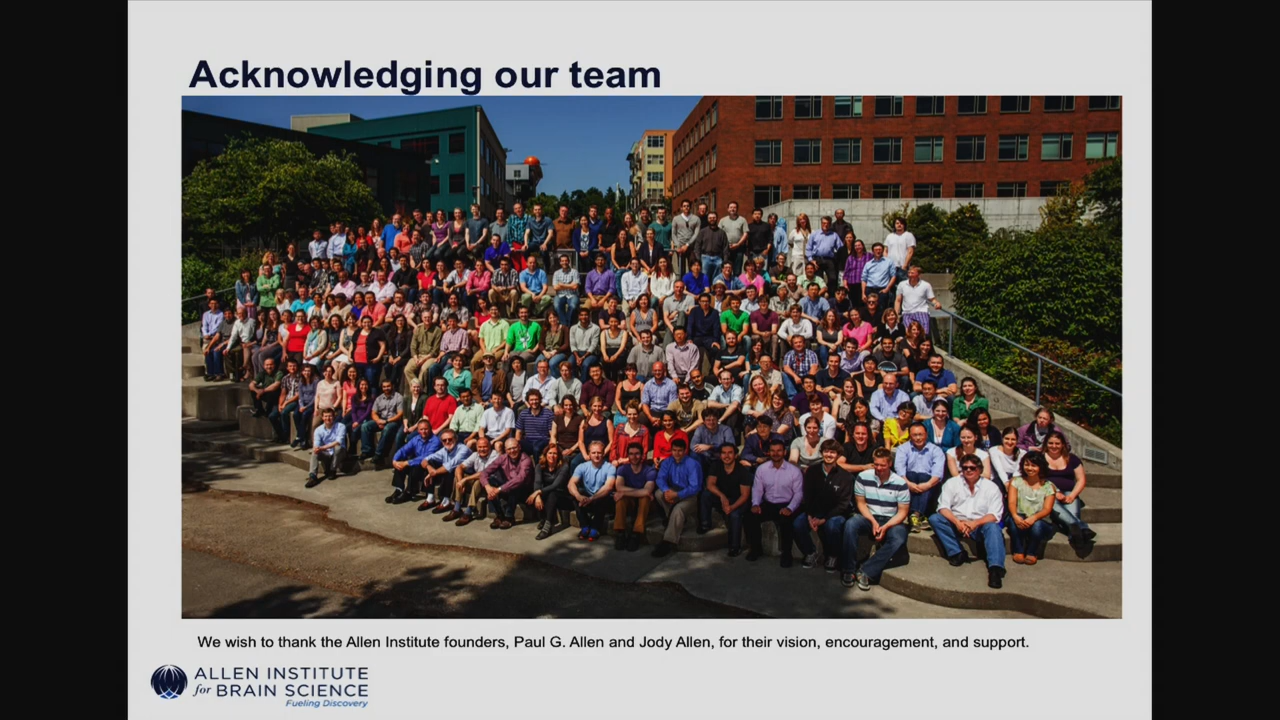 Acknowledging our team
We wish to thank the Allen Institute founders, Paul G. Allen and Jody Allen, for their vision, encouragement, and support.
ALLEN INSTITUTE
for BRAIN SCIENCE
Fueling Discovery